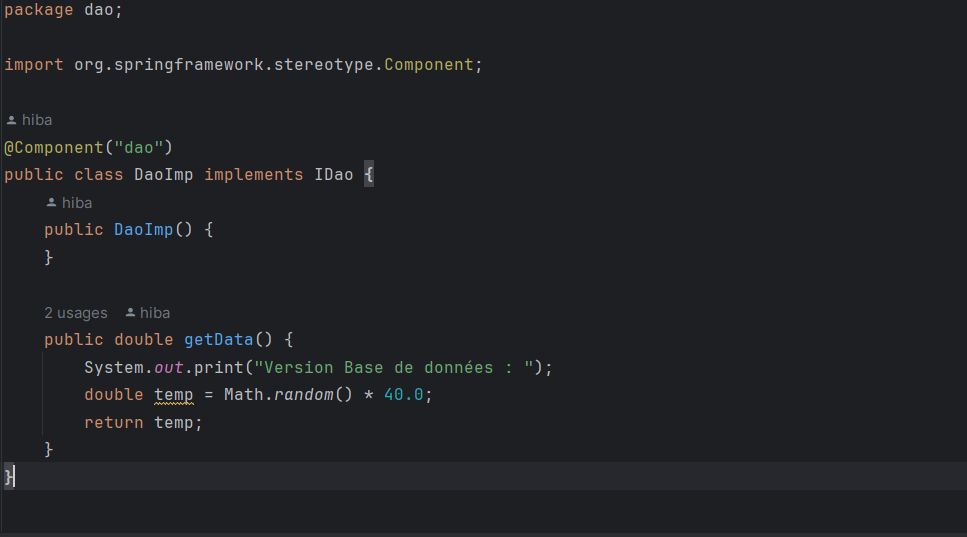 package dao;
import org.springframework.stereotype.Component;
hiba
@Component("dao")
public class DaoImp implements IDao {
hiba
public DaoImp() {
}
2 usages hiba
public double getData() {
System.out.print("Version Base de données : ");
double temp = Math.random() * 40.0;
return temp;
}
}